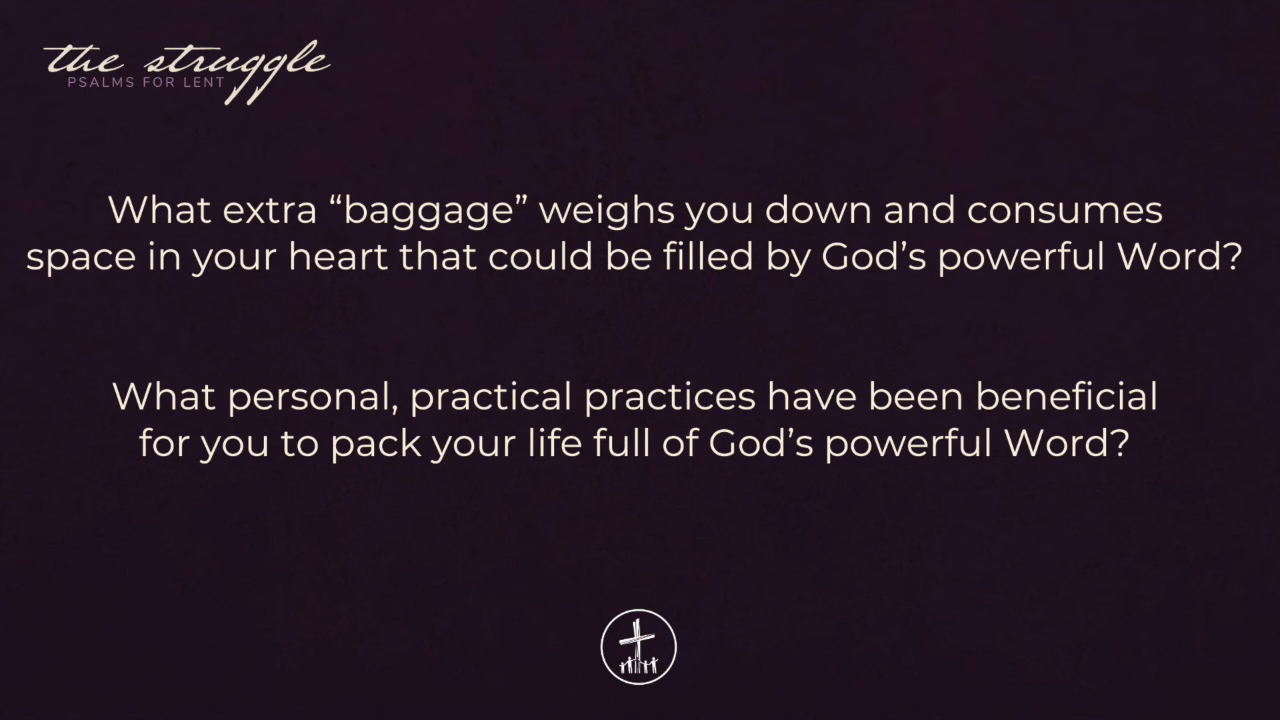 the struggle
PSALMS FOR LENT
What extra “baggage” weighs you down and consumes
space in your heart that could be filled by God’s powerful Word?
What personal, practical practices have been beneficial
for you to pack your life full of God’s powerful Word?